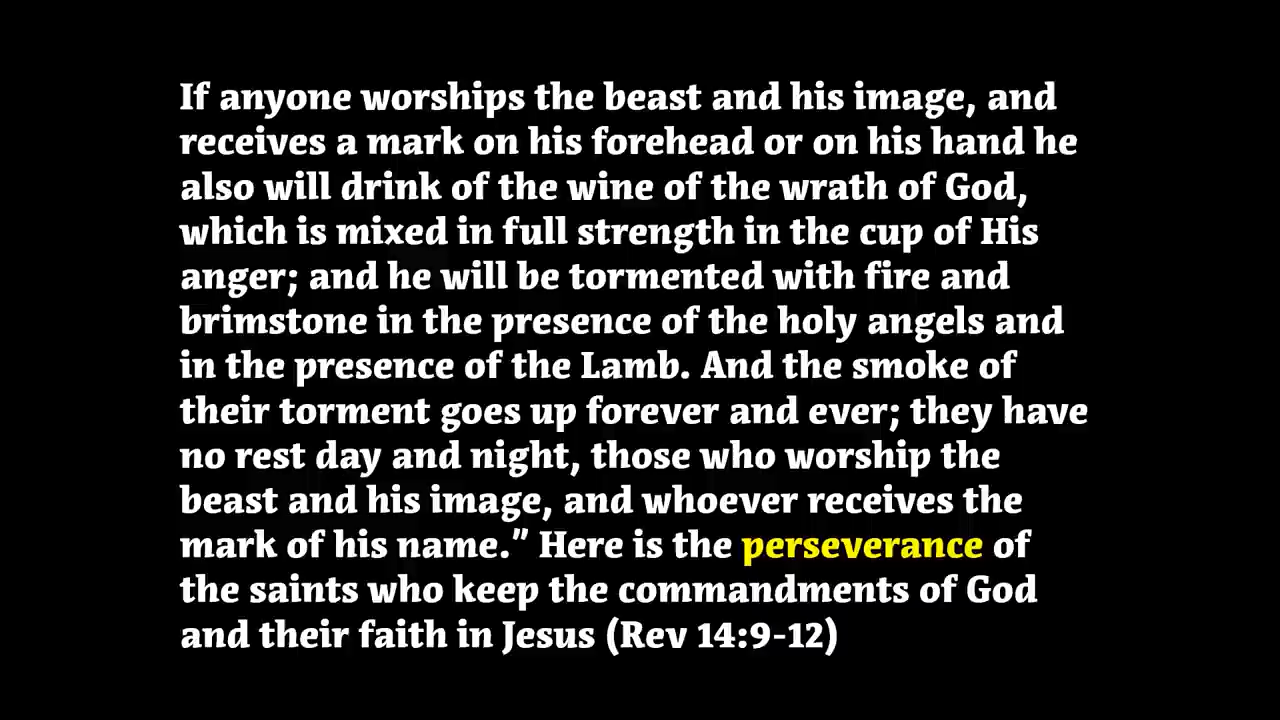 If anyone worships the beast and his image, and
receives a mark on his forehead or on his hand he
also will drink of the wine of the wrath of God,
which is mixed in full strength in the cup of His
anger; and he will be tormented with fire and
brimstone in the presence of the holy angels and
in the presence of the Lamb. And the smoke of
their torment goes up forever and ever; they have
no rest day and night, those who worship the
beast and his image, and whoever receives the
mark of his name.” Here is the perseverance of
the saints who keep the commandments of God
and their faith in Jesus (Rev 14:9-12)